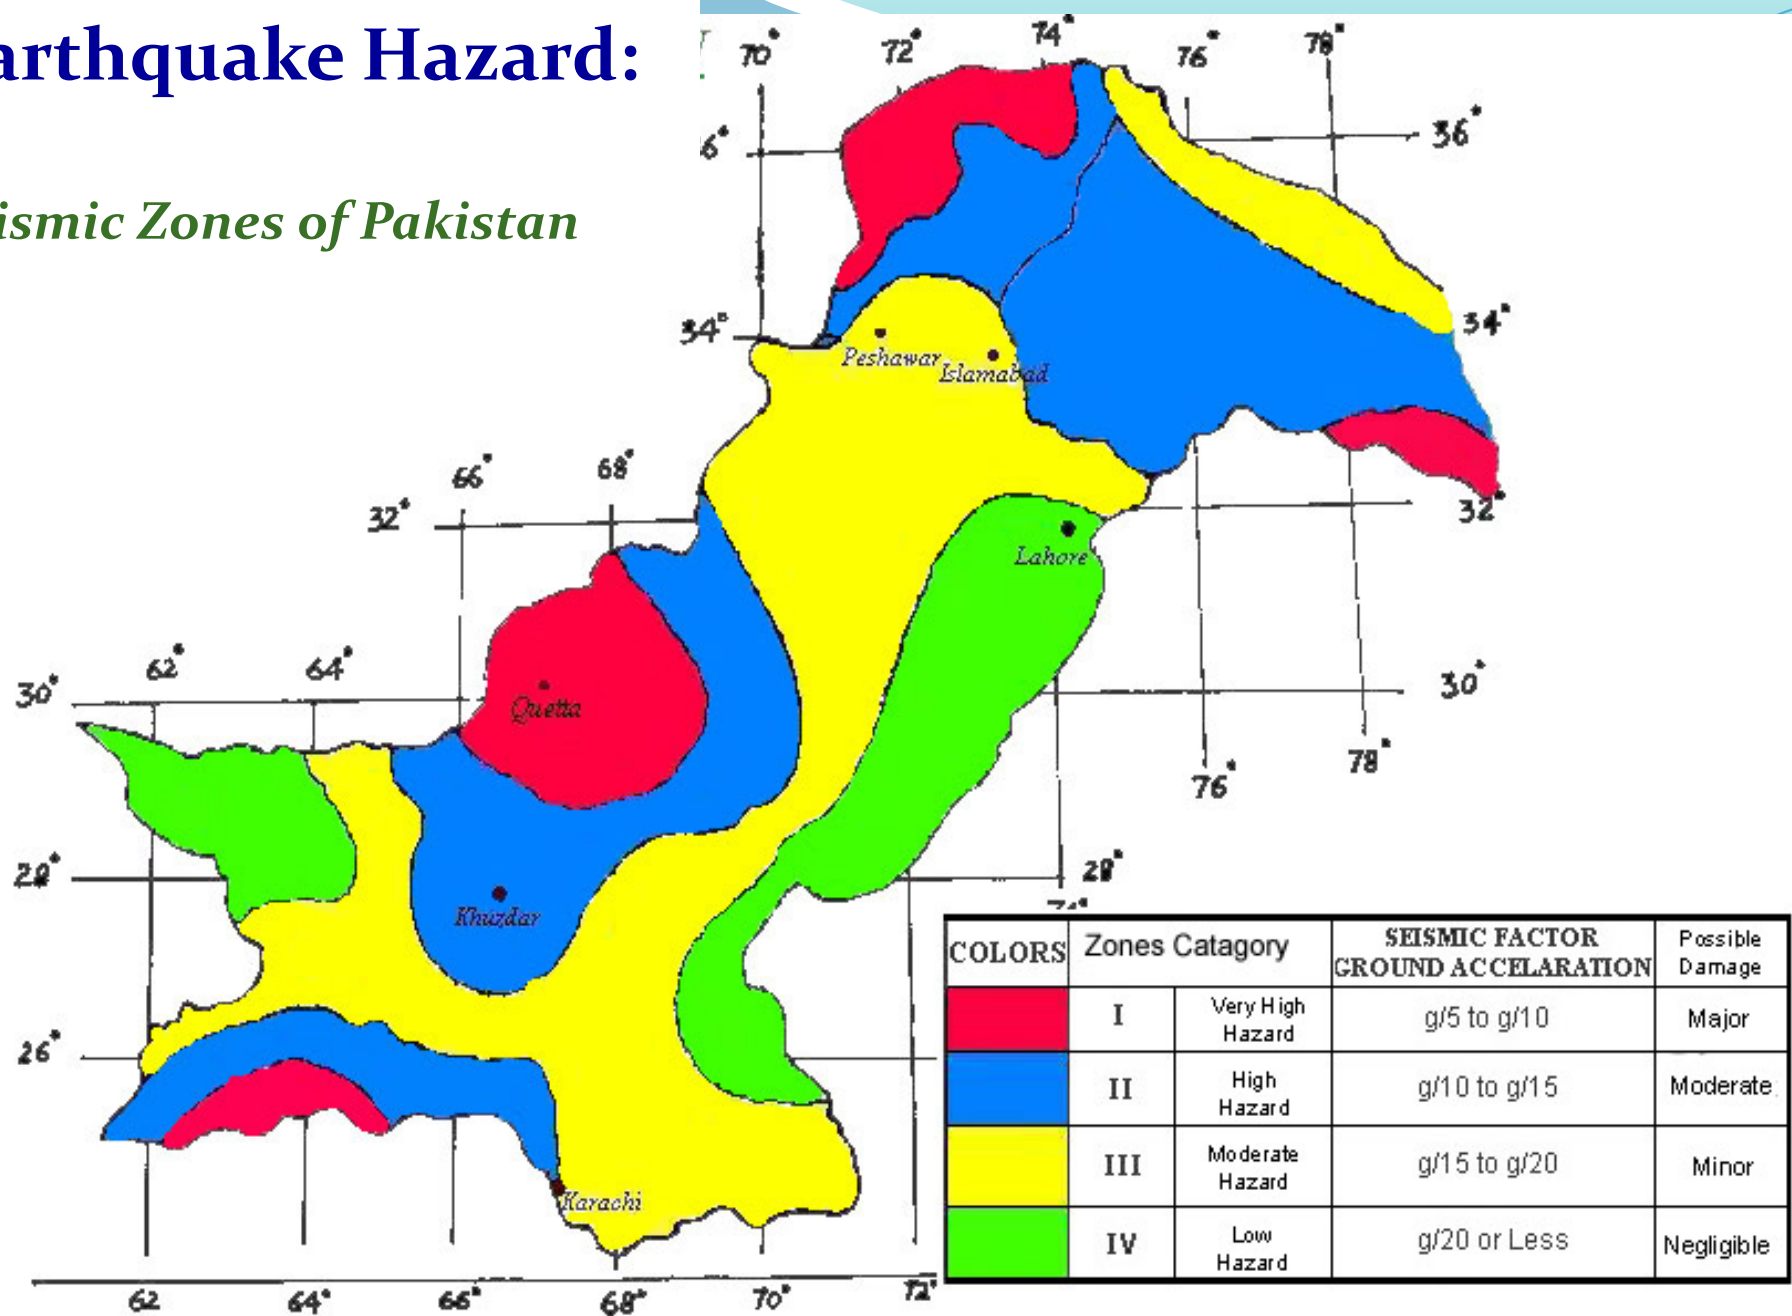 arthquake Hazard:
ismic Zones of Pakistan
70°
72°
74°
76°
78°
6°
36°
34°
34°
Peshawar
Islamabad
66°
68°
32°
32°
Lahore
62°
64°
30°
30°
Quetta
76°
78°
28°
28°
Khuzdar
26°
Karachi
62
64°
66°
68°
70°
72°
COLORS Zones Catagory SEISMIC FACTOR GROUND ACCELARATION Possible Damage
I Very High Hazard g/5 to g/10 Major
II High Hazard g/10 to g/15 Moderate
III Moderate Hazard g/15 to g/20 Minor
IV Low Hazard g/20 or Less Negligible